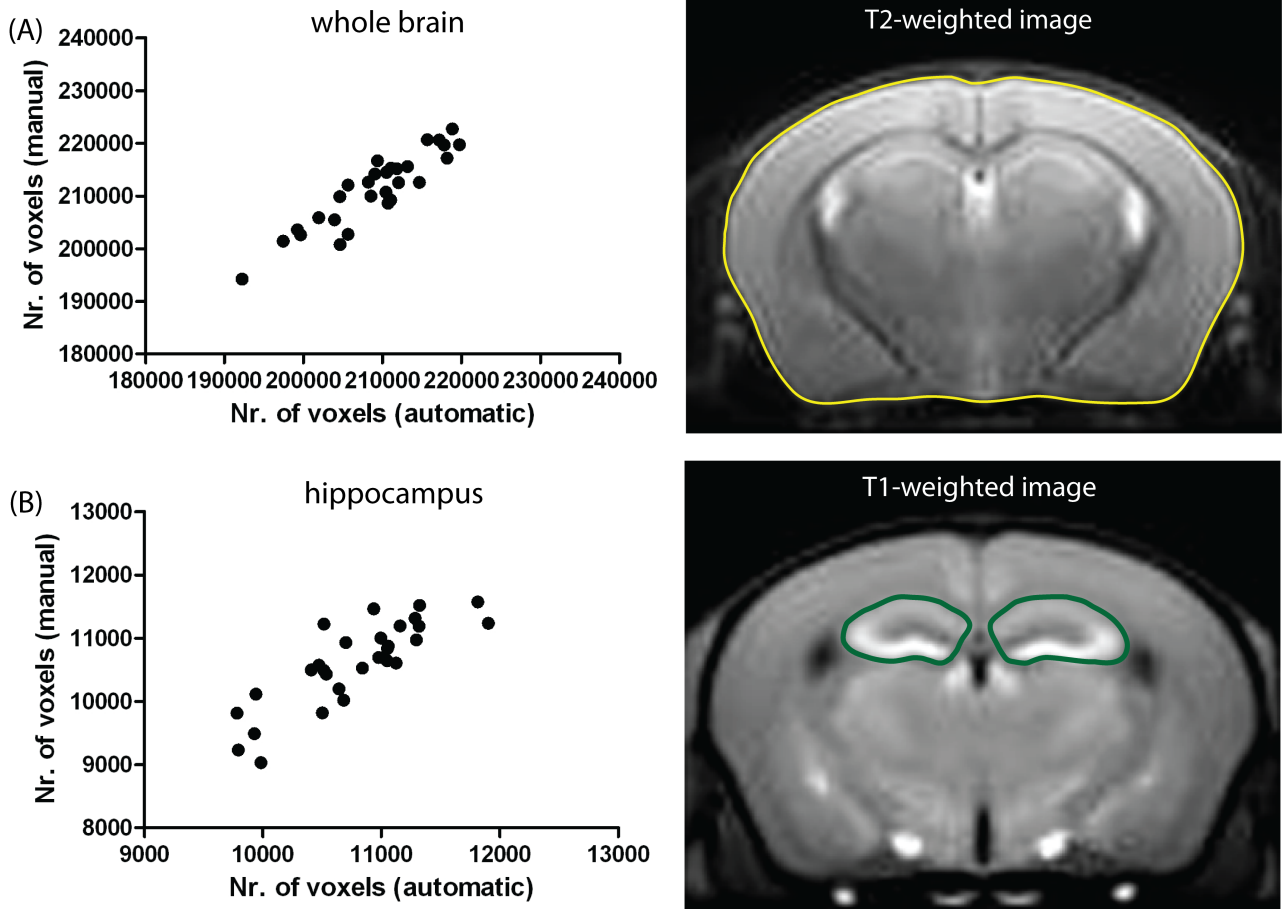 (A)
whole brain
T2-weighted image
240000
230000
220000
210000
200000
190000
180000
Nr. of voxels (manual)
180000 190000 200000 210000 220000 230000 240000
Nr. of voxels (automatic)
(B)
hippocampus
T1-weighted image
13000
12000
11000
10000
9000
8000
Nr. of voxels (manual)
9000 10000 11000 12000 13000
Nr. of voxels (automatic)